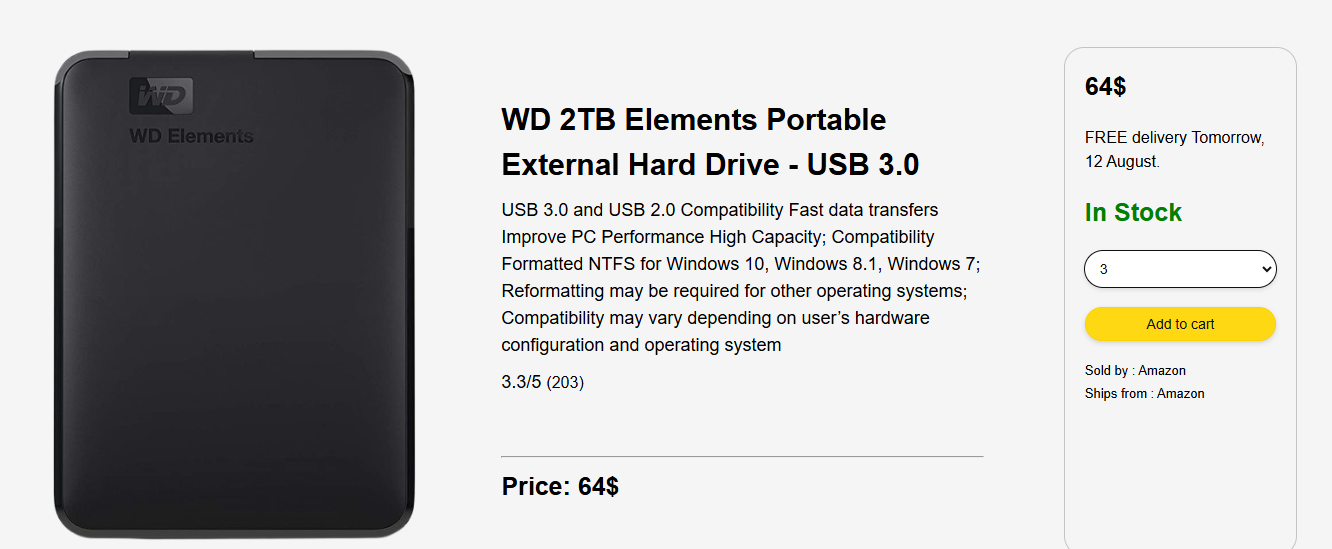 WD
WD Elements
WD 2TB Elements Portable
External Hard Drive - USB 3.0
USB 3.0 and USB 2.0 Compatibility Fast data transfers
Improve PC Performance High Capacity; Compatibility
Formatted NTFS for Windows 10, Windows 8.1, Windows 7;
Reformatting may be required for other operating systems;
Compatibility may vary depending on user’s hardware
configuration and operating system
3.3/5 (203)
Price: 64$
64$
FREE delivery Tomorrow,
12 August.
In Stock
3
Add to cart
Sold by : Amazon
Ships from : Amazon